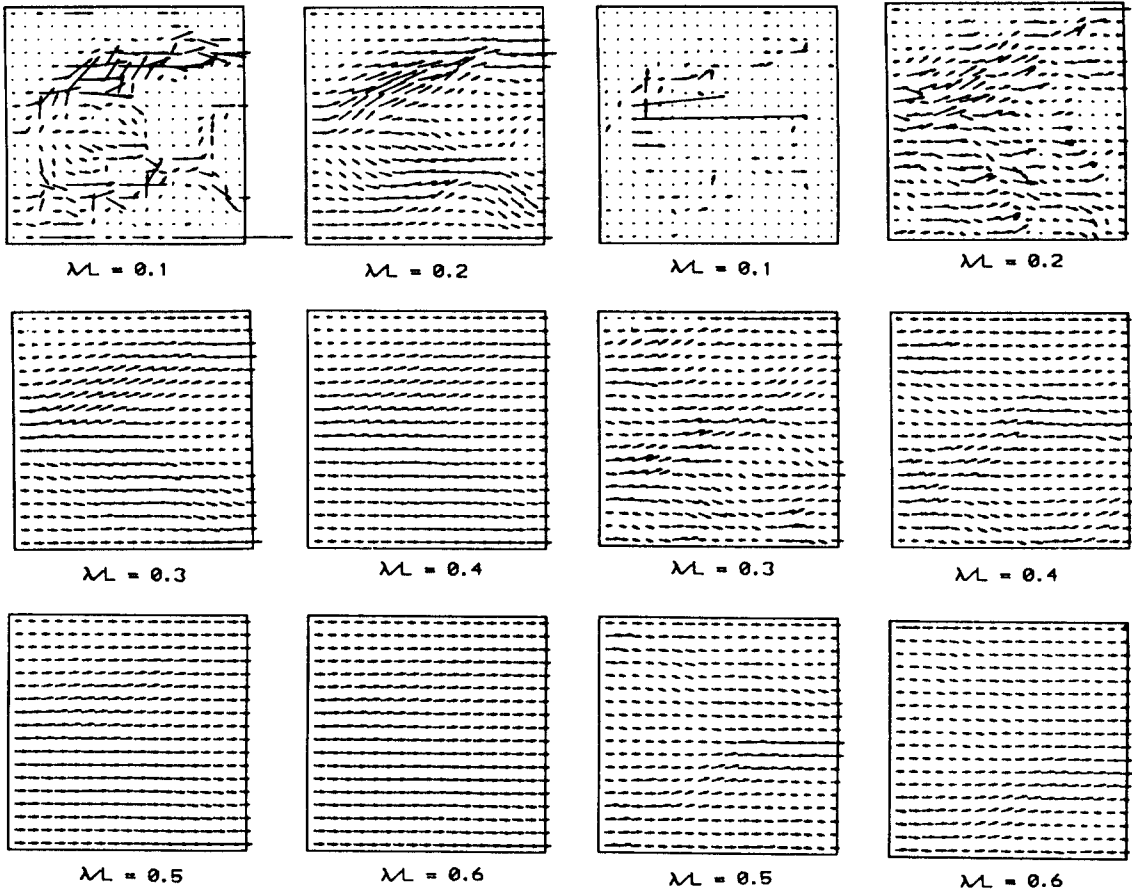 λ/L = 0.1
λ/L = 0.2
λ/L = 0.1
λ/L = 0.2
λ/L = 0.3
λ/L = 0.4
λ/L = 0.3
λ/L = 0.4
λ/L = 0.5
λ/L = 0.6
λ/L = 0.5
λ/L = 0.6